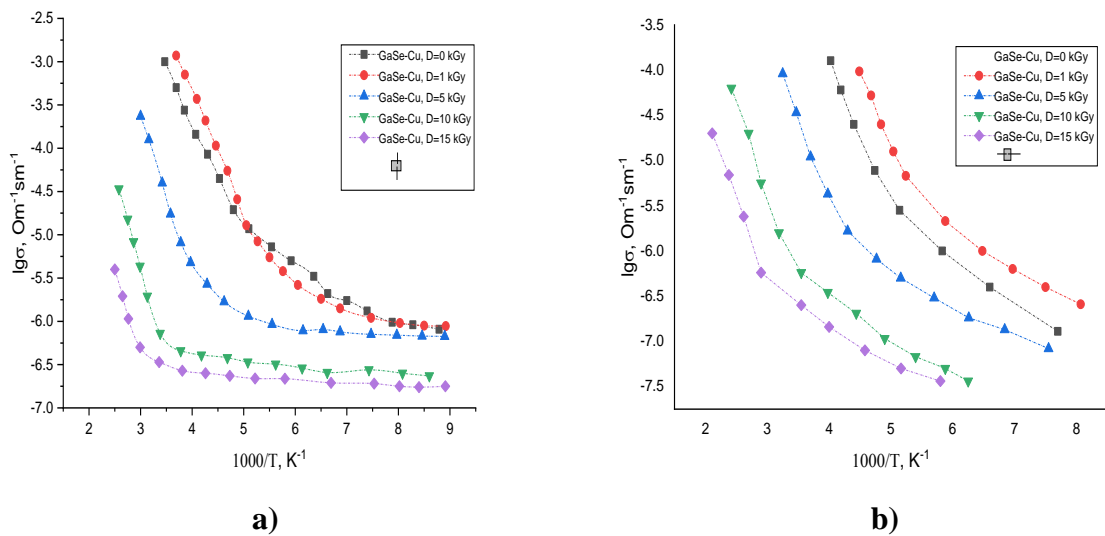 -2.5
-3.0
-3.5
-4.0
-4.5
-5.0
-5.5
-6.0
-6.5
-7.0
lgσ, Om⁻¹sm⁻¹
GaSe-Cu, D=0 kGy
GaSe-Cu, D=1 kGy
GaSe-Cu, D=5 kGy
GaSe-Cu, D=10 kGy
GaSe-Cu, D=15 kGy
2 3 4 5 6 7 8 9
1000/T, K⁻¹
a)
-3.5
-4.0
-4.5
-5.0
-5.5
-6.0
-6.5
-7.0
-7.5
lgσ, Om⁻¹sm⁻¹
GaSe-Cu, D=0 kGy
GaSe-Cu, D=1 kGy
GaSe-Cu, D=5 kGy
GaSe-Cu, D=10 kGy
GaSe-Cu, D=15 kGy
2 3 4 5 6 7 8
1000/T, K⁻¹
b)